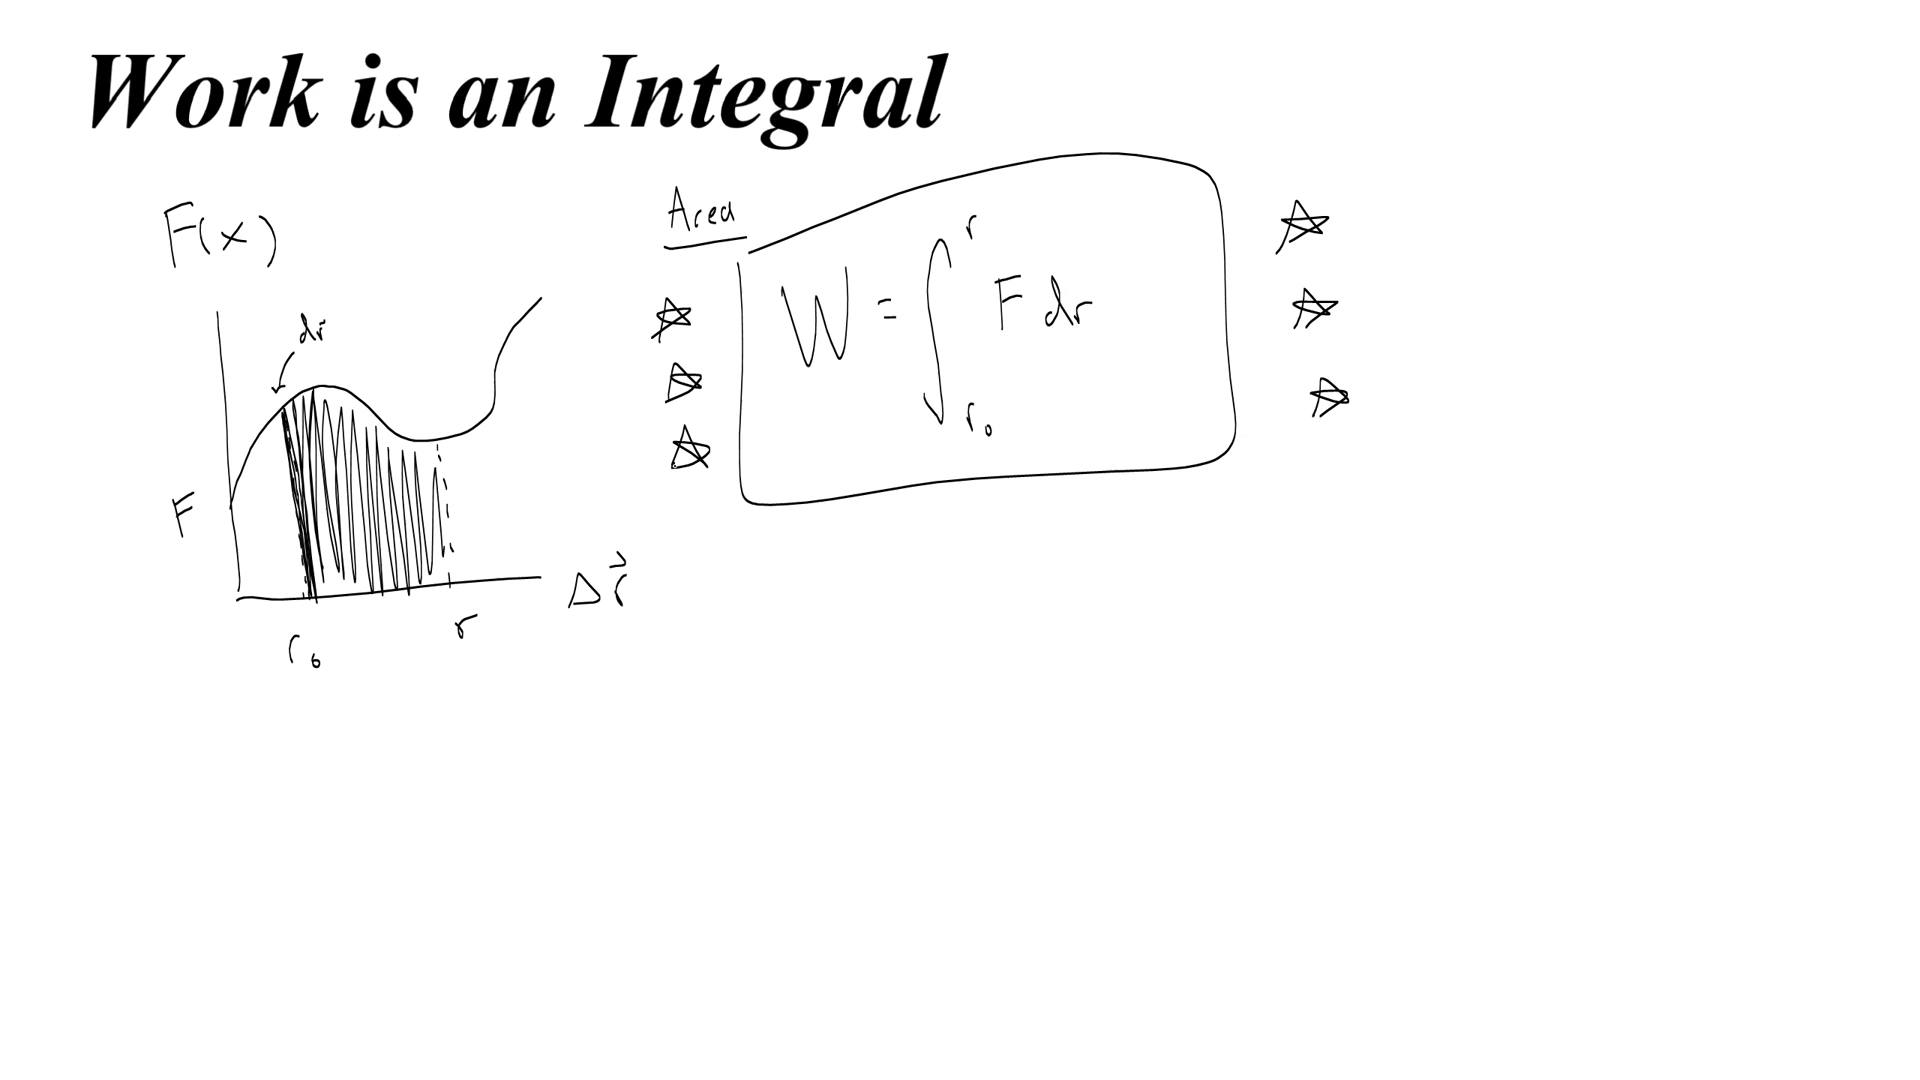 Work is an Integral
F(x)
Area
W = ∫ r r₀ F dr
dr
F
Δr⃗
r₀
r